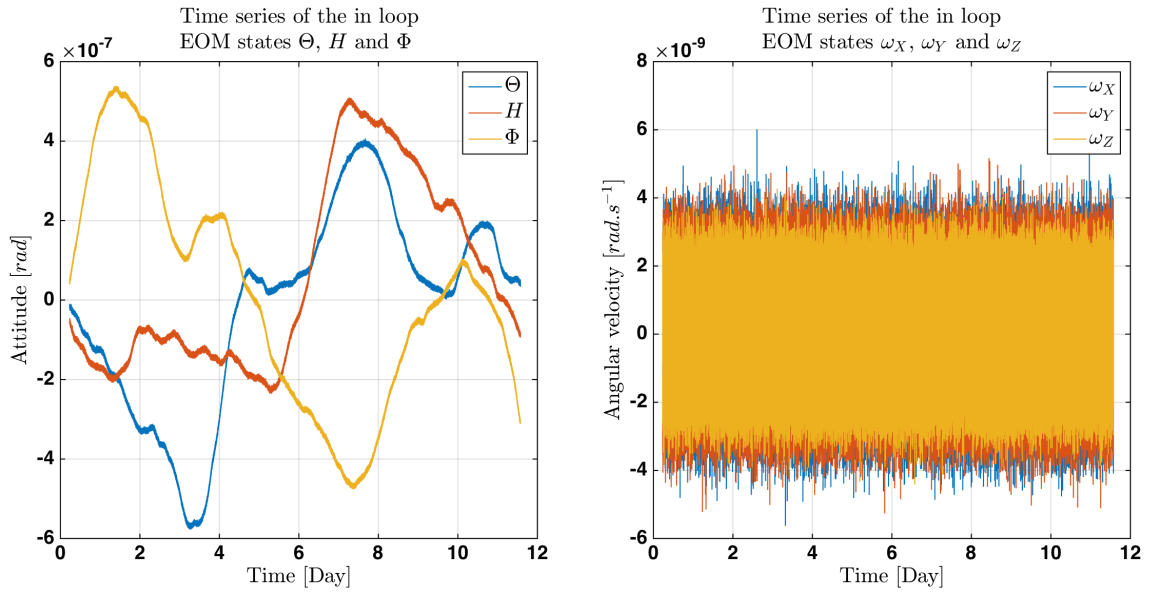 Time series of the in loop
EOM states Θ, H and Φ
×10⁻⁷
6
4
2
0
-2
-4
-6
Attitude [rad]
Θ
H
Φ
0 2 4 6 8 10 12
Time [Day]
Time series of the in loop
EOM states ω_X, ω_Y and ω_Z
×10⁻⁹
8
6
4
2
0
-2
-4
-6
Angular velocity [rad.s⁻¹]
ω_X
ω_Y
ω_Z
0 2 4 6 8 10 12
Time [Day]